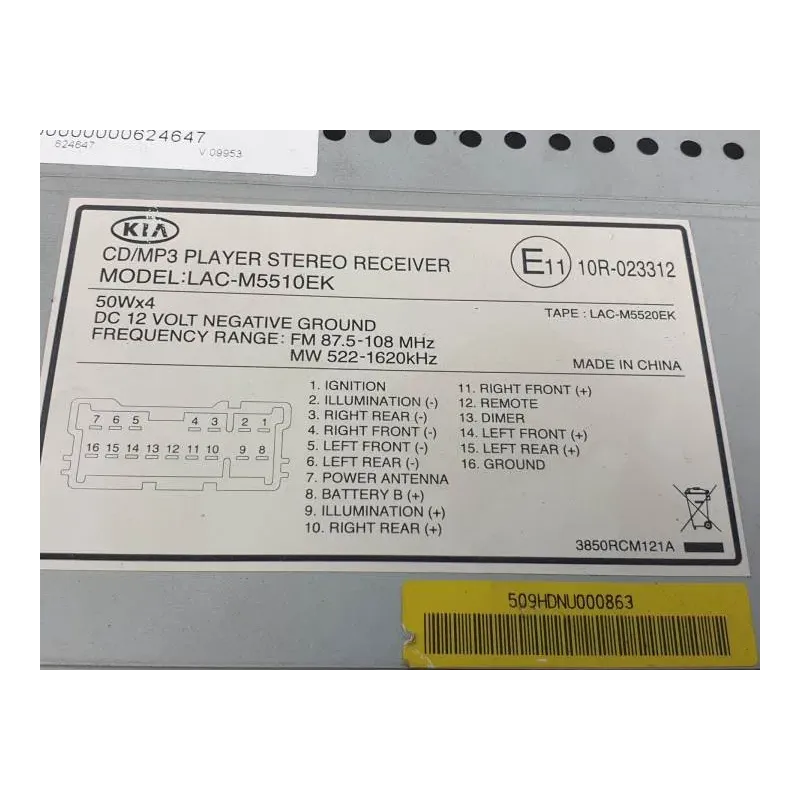 624647
V 09953
KIA
CD/MP3 PLAYER STEREO RECEIVER
MODEL:LAC-M5510EK
E11 10R-023312
50Wx4
DC 12 VOLT NEGATIVE GROUND
FREQUENCY RANGE: FM 87.5-108 MHz
MW 522-1620kHz
TAPE : LAC-M5520EK
MADE IN CHINA
7 6 5 4 3 2 1
16 15 14 13 12 11 10 9 8
1. IGNITION
2. ILLUMINATION (-)
3. RIGHT REAR (-)
4. RIGHT FRONT (-)
5. LEFT FRONT (-)
6. LEFT REAR (-)
7. POWER ANTENNA
8. BATTERY B (+)
9. ILLUMINATION (+)
10. RIGHT REAR (+)
11. RIGHT FRONT (+)
12. REMOTE
13. DIMER
14. LEFT FRONT (+)
15. LEFT REAR (+)
16. GROUND
3850RCM121A
509HDNU000863